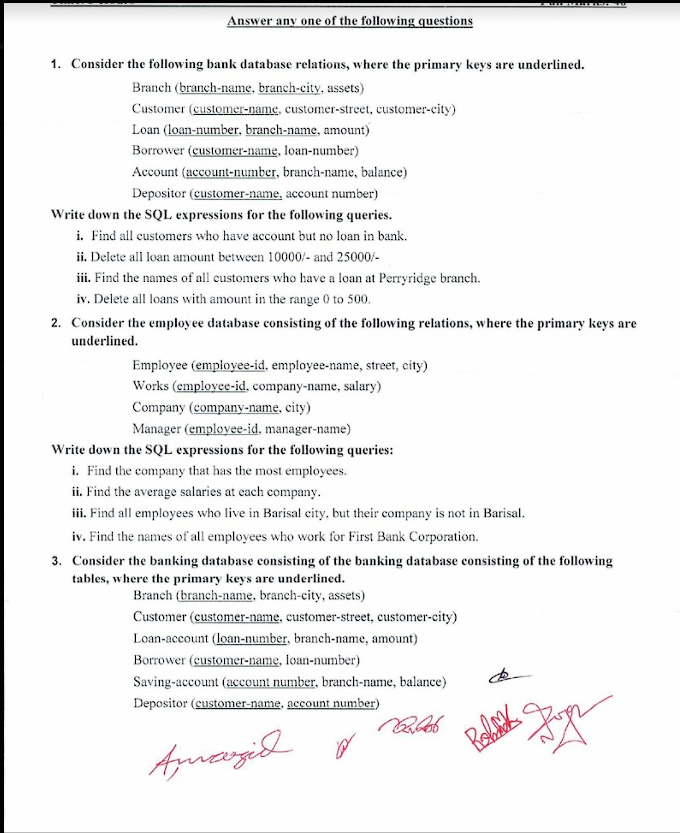 Answer any one of the following questions
1. Consider the following bank database relations, where the primary keys are underlined.
Branch (branch-name, branch-city, assets)
Customer (customer-name, customer-street, customer-city)
Loan (loan-number, branch-name, amount)
Borrower (customer-name, loan-number)
Account (account-number, branch-name, balance)
Depositor (customer-name, account number)
Write down the SQL expressions for the following queries.
i. Find all customers who have account but no loan in bank.
ii. Delete all loan amount between 10000/- and 25000/-
iii. Find the names of all customers who have a loan at Perryridge branch.
iv. Delete all loans with amount in the range 0 to 500.
2. Consider the employee database consisting of the following relations, where the primary keys are
underlined.
Employee (employee-id, employee-name, street, city)
Works (employee-id, company-name, salary)
Company (company-name, city)
Manager (employee-id, manager-name)
Write down the SQL expressions for the following queries:
i. Find the company that has the most employees.
ii. Find the average salaries at each company.
iii. Find all employees who live in Barisal city, but their company is not in Barisal.
iv. Find the names of all employees who work for First Bank Corporation.
3. Consider the banking database consisting of the banking database consisting of the following
tables, where the primary keys are underlined.
Branch (branch-name, branch-city, assets)
Customer (customer-name, customer-street, customer-city)
Loan-account (loan-number, branch-name, amount)
Borrower (customer-name, loan-number)
Saving-account (account number, branch-name, balance)
Depositor (customer-name, account number)